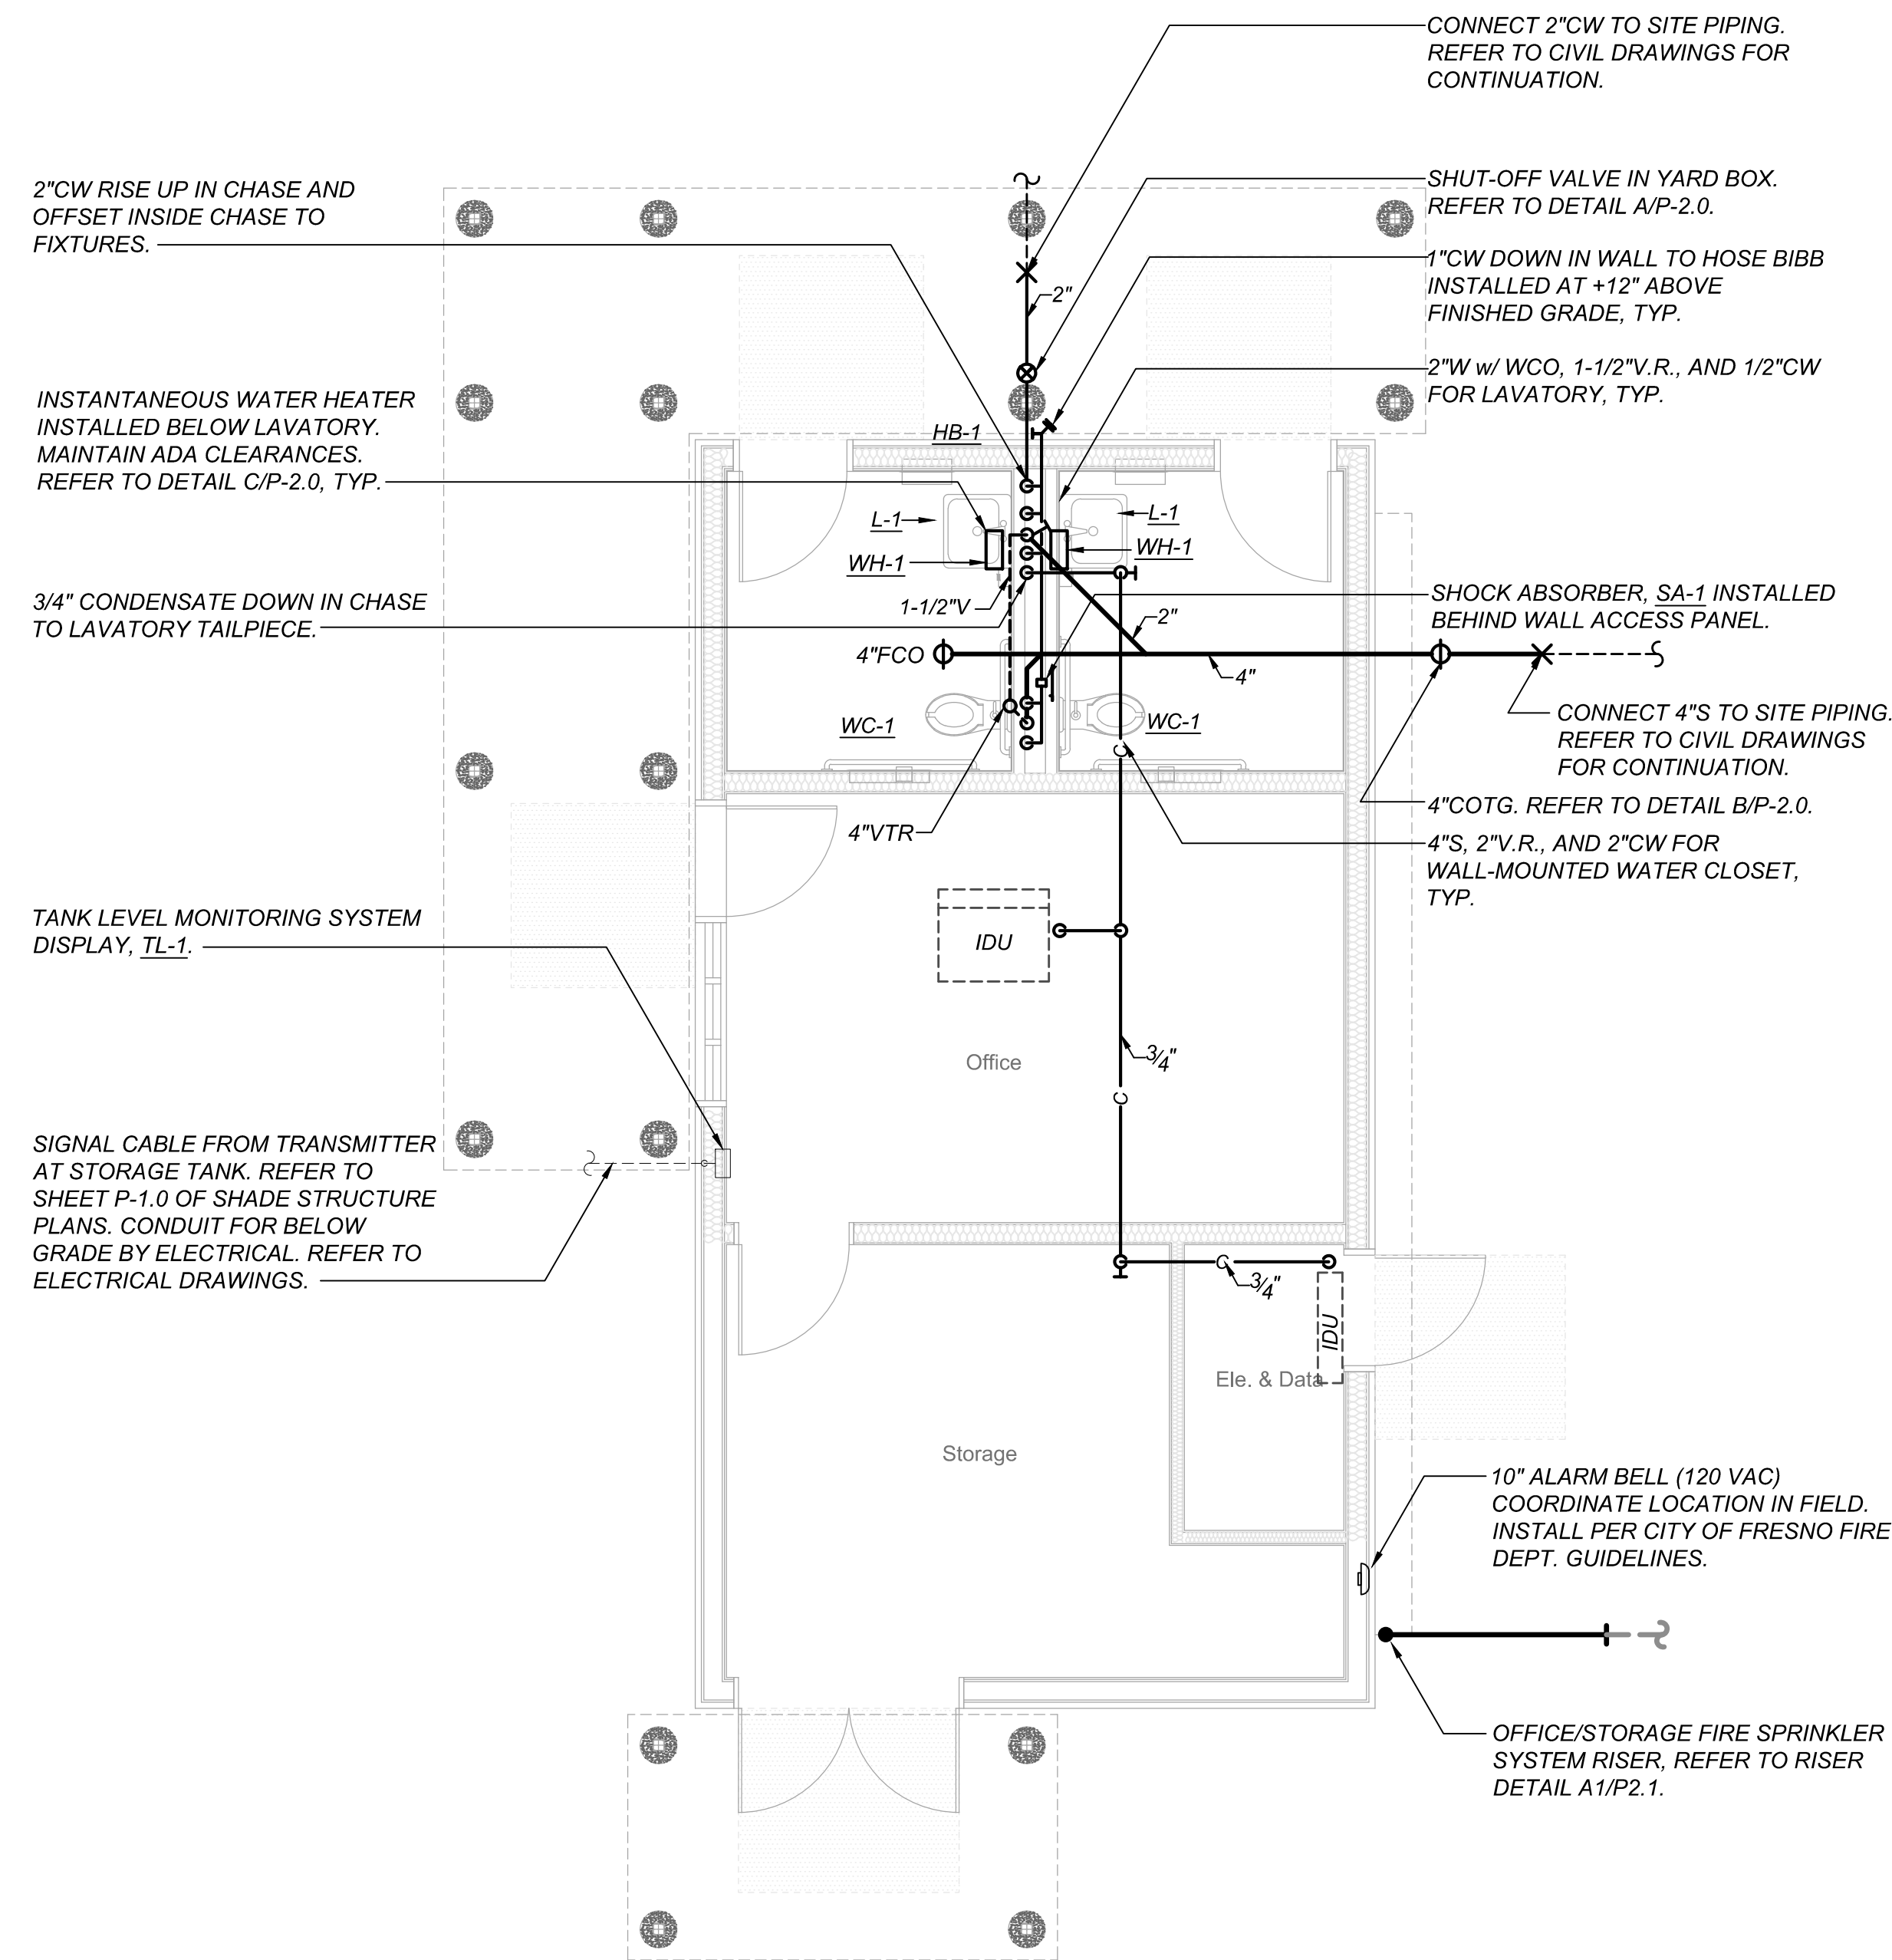 CONNECT 2"CW TO SITE PIPING.
REFER TO CIVIL DRAWINGS FOR
CONTINUATION.
2"CW RISE UP IN CHASE AND
OFFSET INSIDE CHASE TO
FIXTURES.
SHUT-OFF VALVE IN YARD BOX.
REFER TO DETAIL A/P-2.0.
1"CW DOWN IN WALL TO HOSE BIBB
INSTALLED AT +12" ABOVE
FINISHED GRADE, TYP.
2"
2"W w/ WCO, 1-1/2"V.R., AND 1/2"CW
FOR LAVATORY, TYP.
INSTANTANEOUS WATER HEATER
INSTALLED BELOW LAVATORY.
MAINTAIN ADA CLEARANCES.
REFER TO DETAIL C/P-2.0, TYP.
HB-1
L-1
L-1
WH-1
WH-1
3/4" CONDENSATE DOWN IN CHASE
TO LAVATORY TAILPIECE.
1-1/2"V
2"
SHOCK ABSORBER, SA-1 INSTALLED
BEHIND WALL ACCESS PANEL.
4"FCO
4"
WC-1
WC-1
CONNECT 4"S TO SITE PIPING.
REFER TO CIVIL DRAWINGS
FOR CONTINUATION.
C
4"COTG. REFER TO DETAIL B/P-2.0.
4"VTR
4"S, 2"V.R., AND 2"CW FOR
WALL-MOUNTED WATER CLOSET,
TYP.
TANK LEVEL MONITORING SYSTEM
DISPLAY, TL-1.
IDU
Office
3/4"
C
SIGNAL CABLE FROM TRANSMITTER
AT STORAGE TANK. REFER TO
SHEET P-1.0 OF SHADE STRUCTURE
PLANS. CONDUIT FOR BELOW
GRADE BY ELECTRICAL. REFER TO
ELECTRICAL DRAWINGS.
C
3/4"
IDU
Ele. & Data
Storage
10" ALARM BELL (120 VAC)
COORDINATE LOCATION IN FIELD.
INSTALL PER CITY OF FRESNO FIRE
DEPT. GUIDELINES.
OFFICE/STORAGE FIRE SPRINKLER
SYSTEM RISER, REFER TO RISER
DETAIL A1/P2.1.